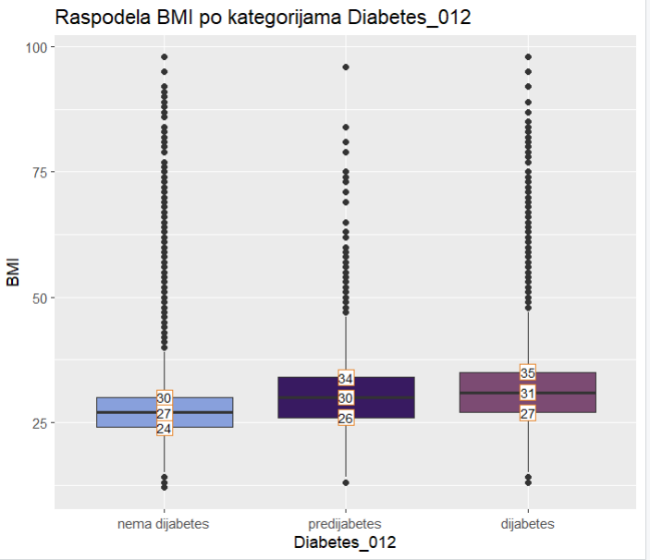 Raspodela BMI po kategorijama Diabetes_012
100
75
50
25
BMI
30
27
24
34
30
26
35
31
27
nema dijabetes
predijabetes
dijabetes
Diabetes_012